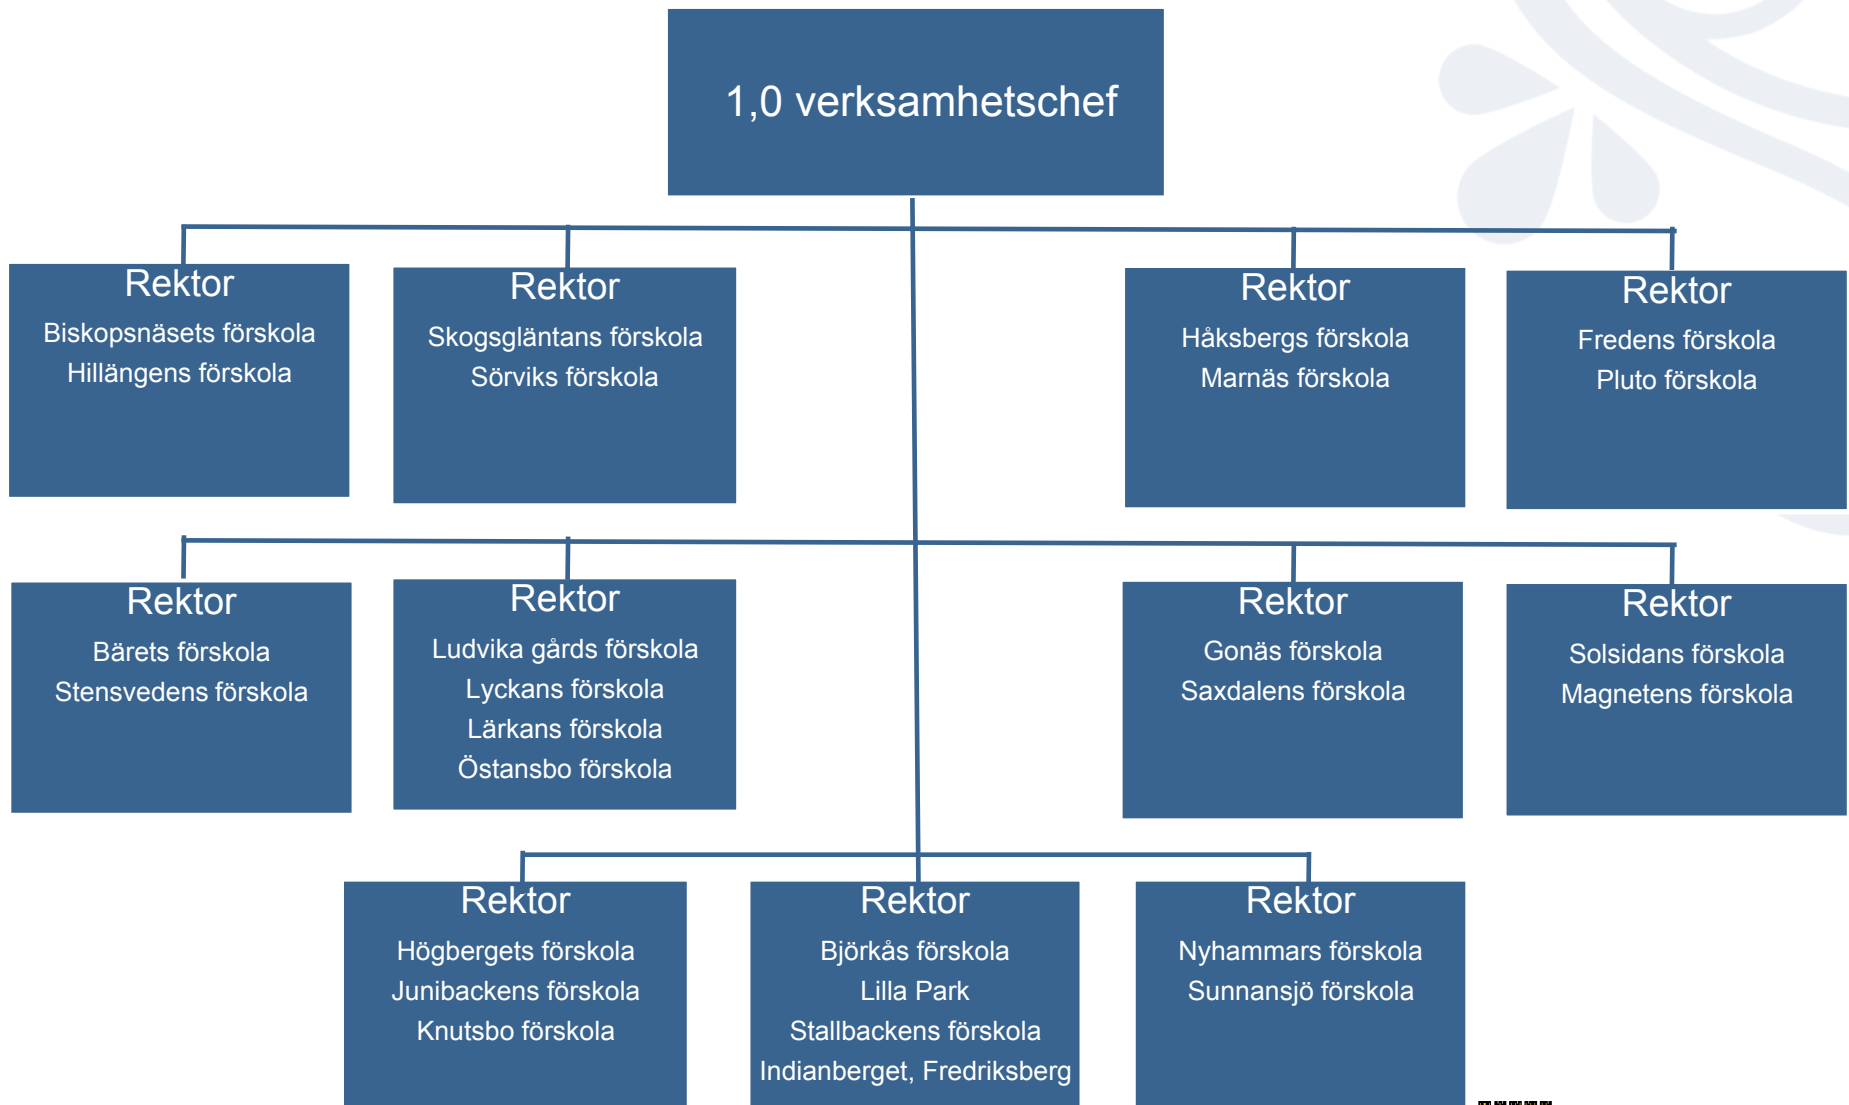 1,0 verksamhetschef
Rektor
Biskopsnäsets förskola
Hillängens förskola
Rektor
Skogsgläntans förskola
Sörviks förskola
Rektor
Håksbergs förskola
Marnäs förskola
Rektor
Fredens förskola
Pluto förskola
Rektor
Bärets förskola
Stensvedens förskola
Rektor
Ludvika gårds förskola
Lyckans förskola
Lärkans förskola
Östansbo förskola
Rektor
Gonäs förskola
Saxdalens förskola
Rektor
Solsidans förskola
Magnetens förskola
Rektor
Högbergets förskola
Junibackens förskola
Knutsbo förskola
Rektor
Björkås förskola
Lilla Park
Stallbackens förskola
Indianberget, Fredriksberg
Rektor
Nyhammars förskola
Sunnansjö förskola